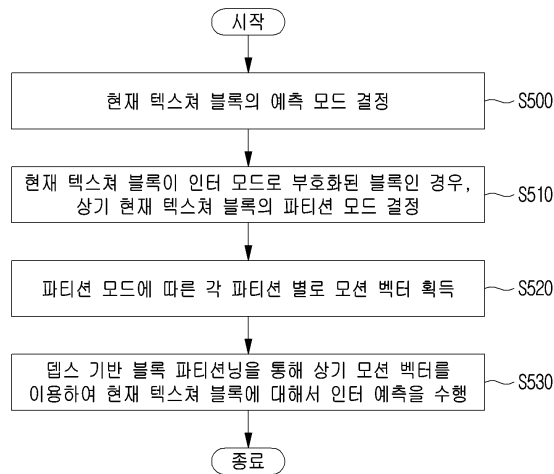 시작
현재 텍스쳐 블록의 예측 모드 결정
S500
현재 텍스쳐 블록이 인터 모드로 부호화된 블록인 경우,
상기 현재 텍스쳐 블록의 파티션 모드 결정
S510
파티션 모드에 따른 각 파티션 별로 모션 벡터 획득
S520
뎁스 기반 블록 파티셔닝을 통해 상기 모션 벡터를
이용하여 현재 텍스쳐 블록에 대해서 인터 예측을 수행
S530
종료